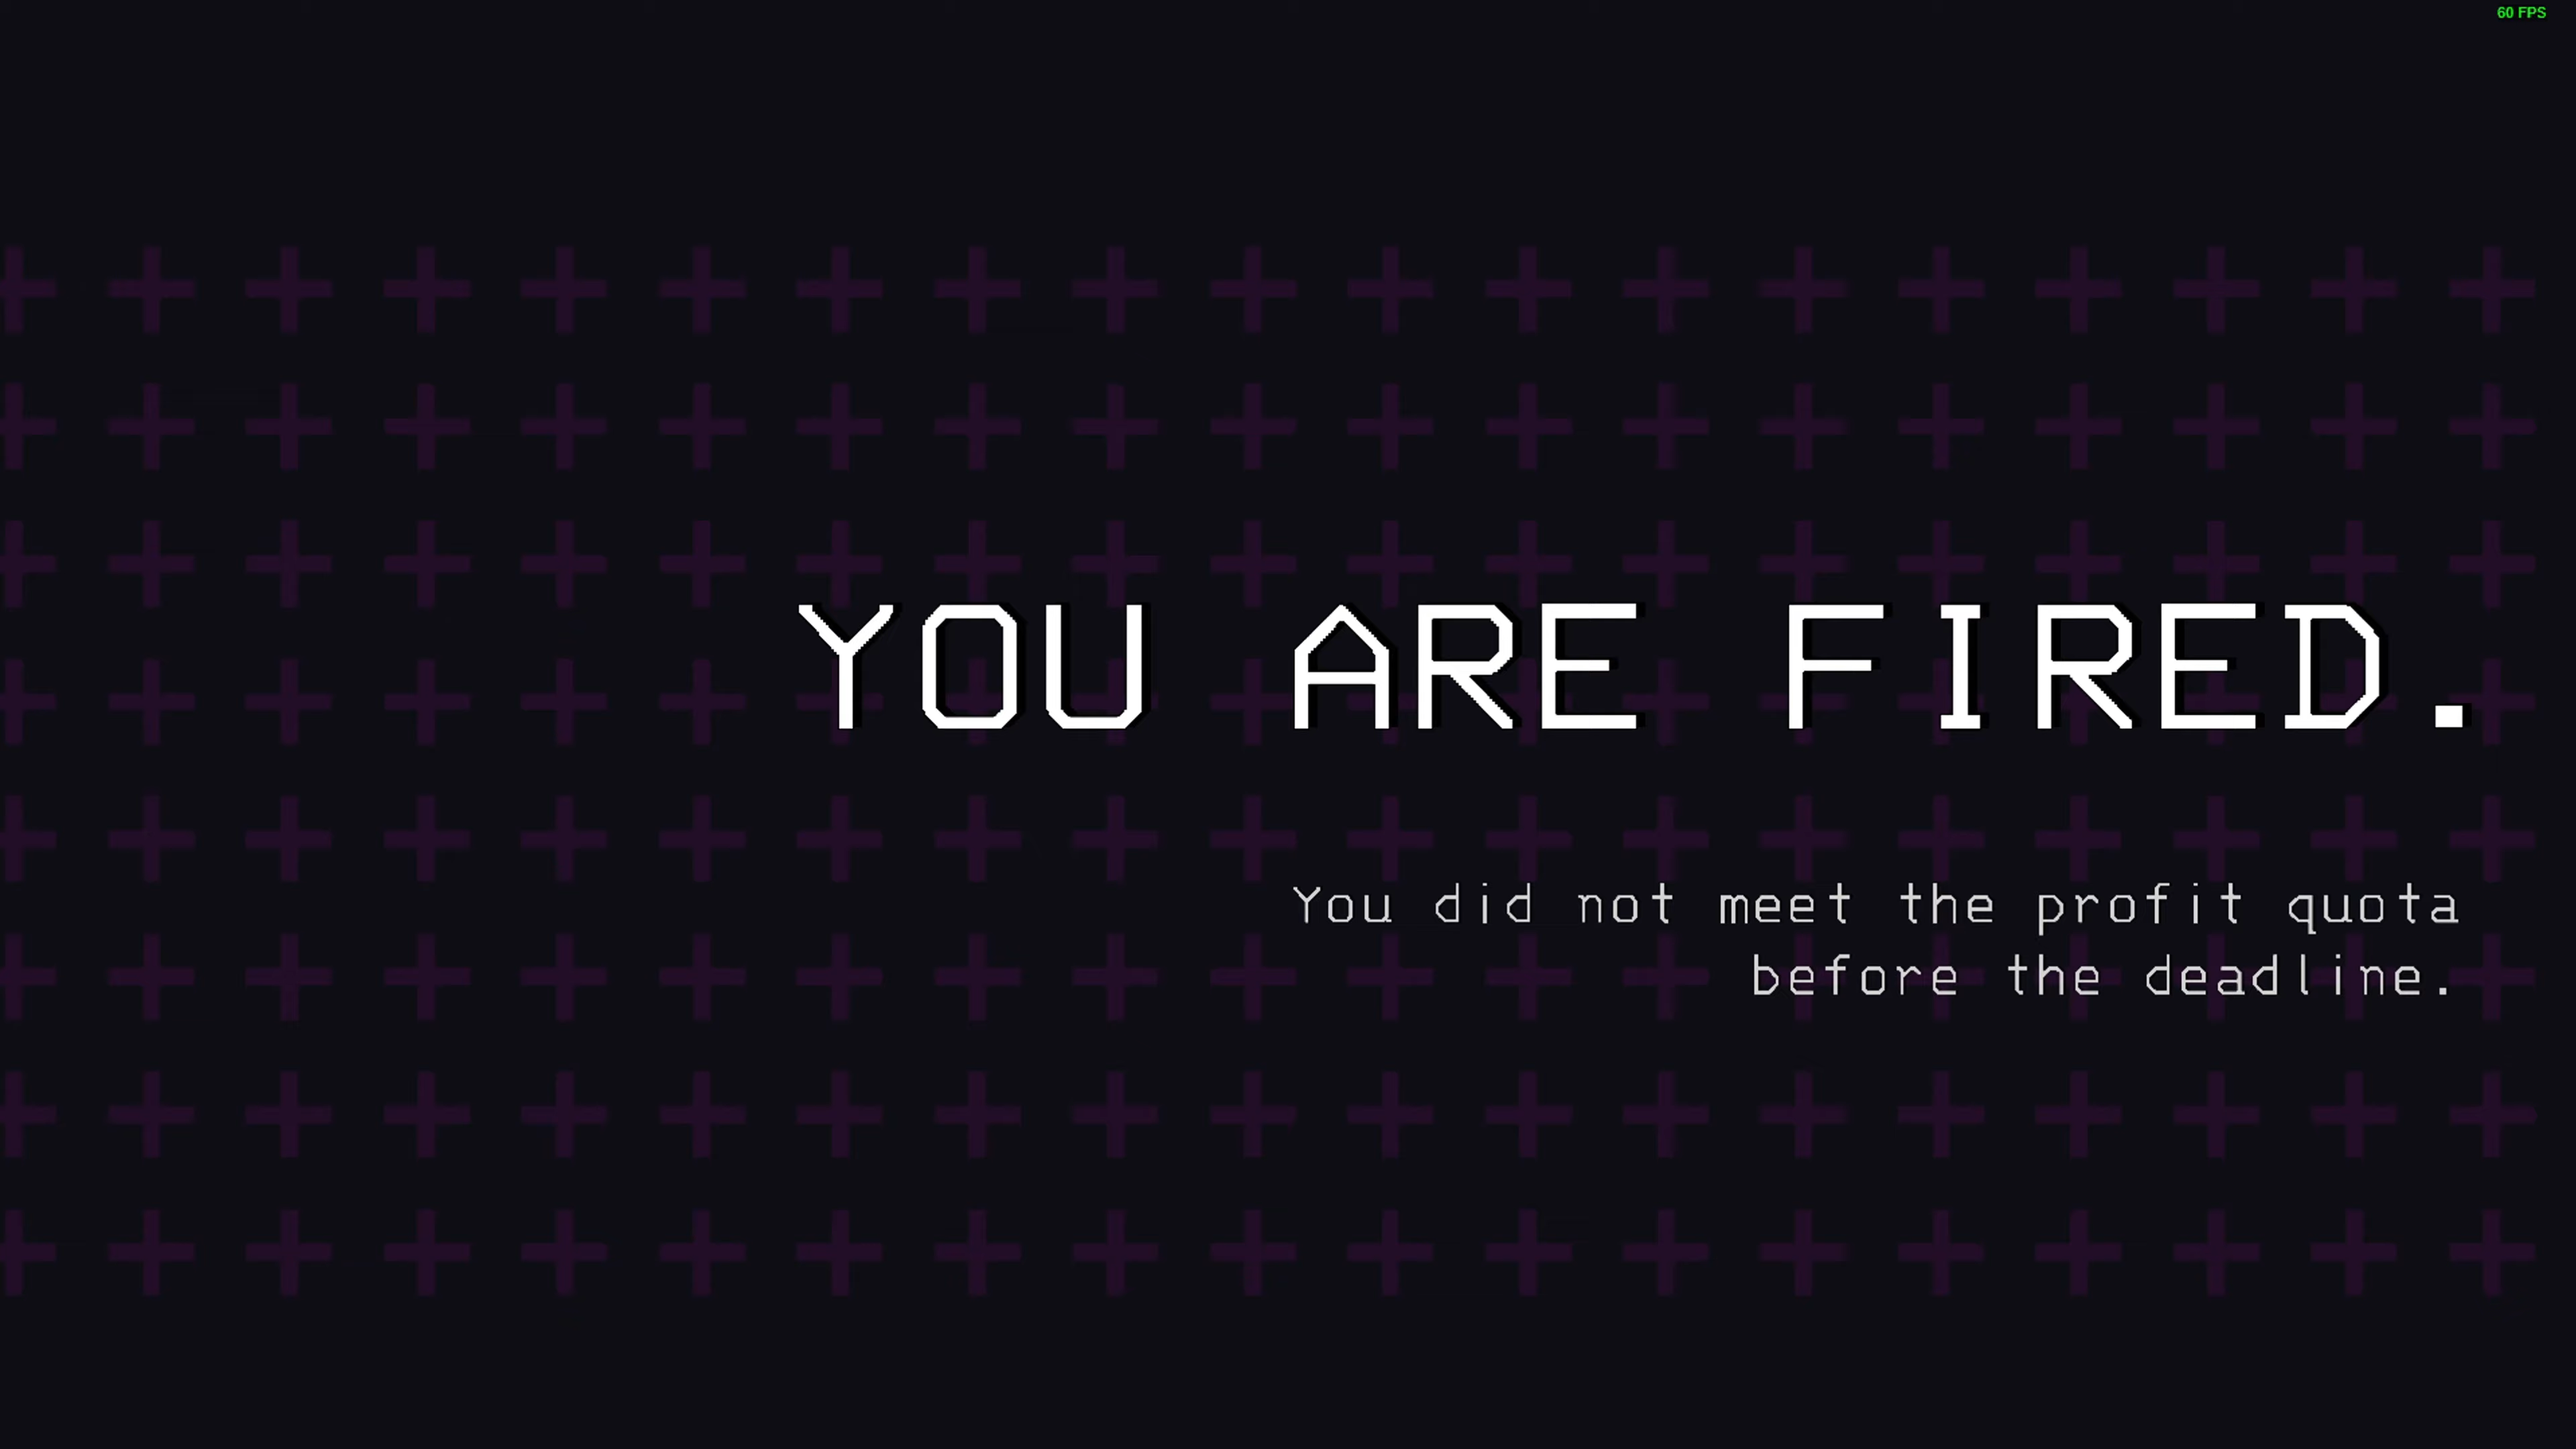 60 FPS
YOU ARE FIRED.
You did not meet the profit quota
before the deadline.